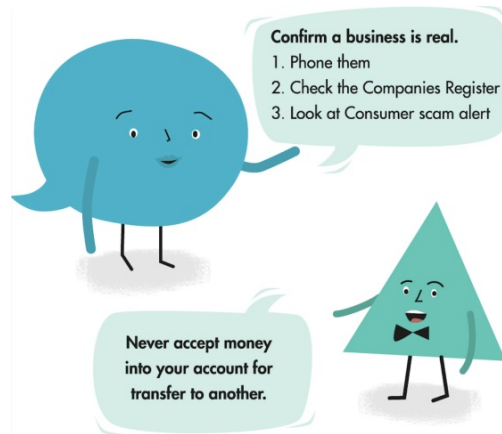 Confirm a business is real.
1. Phone them
2. Check the Companies Register
3. Look at Consumer scam alert
Never accept money
into your account for
transfer to another.